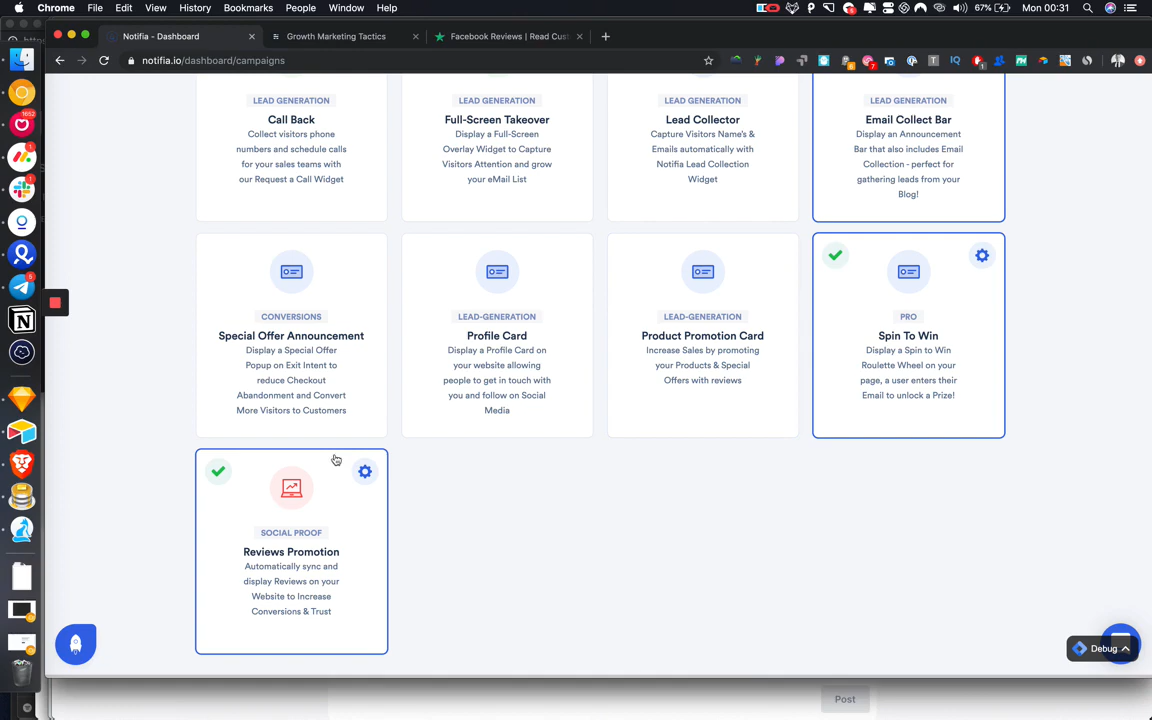 Chrome File Edit View History Bookmarks People Window Help 67% Mon 00:31
Notifia - Dashboard Growth Marketing Tactics Facebook Reviews | Read Cust
notifia.io/dashboard/campaigns
LEAD GENERATION
Call Back
Collect visitors phone
numbers and schedule calls
for your sales teams with
our Request a Call Widget
LEAD GENERATION
Full-Screen Takeover
Display a Full-Screen
Overlay Widget to Capture
Visitors Attention and grow
your eMail List
LEAD GENERATION
Lead Collector
Capture Visitors Name's &
Emails automatically with
Notifia Lead Collection
Widget
LEAD GENERATION
Email Collect Bar
Display an Announcement
Bar that also includes Email
Collection - perfect for
gathering leads from your
Blog!
CONVERSIONS
Special Offer Announcement
Display a Special Offer
Popup on Exit Intent to
reduce Checkout
Abandonment and Convert
More Visitors to Customers
LEAD-GENERATION
Profile Card
Display a Profile Card on
your website allowing
people to get in touch with
you and follow on Social
Media
LEAD-GENERATION
Product Promotion Card
Increase Sales by promoting
your Products & Special
Offers with reviews
PRO
Spin To Win
Display a Spin to Win
Roulette Wheel on your
page, a user enters their
Email to unlock a Prize!
SOCIAL PROOF
Reviews Promotion
Automatically sync and
display Reviews on your
Website to Increase
Conversions & Trust
Debug
Post